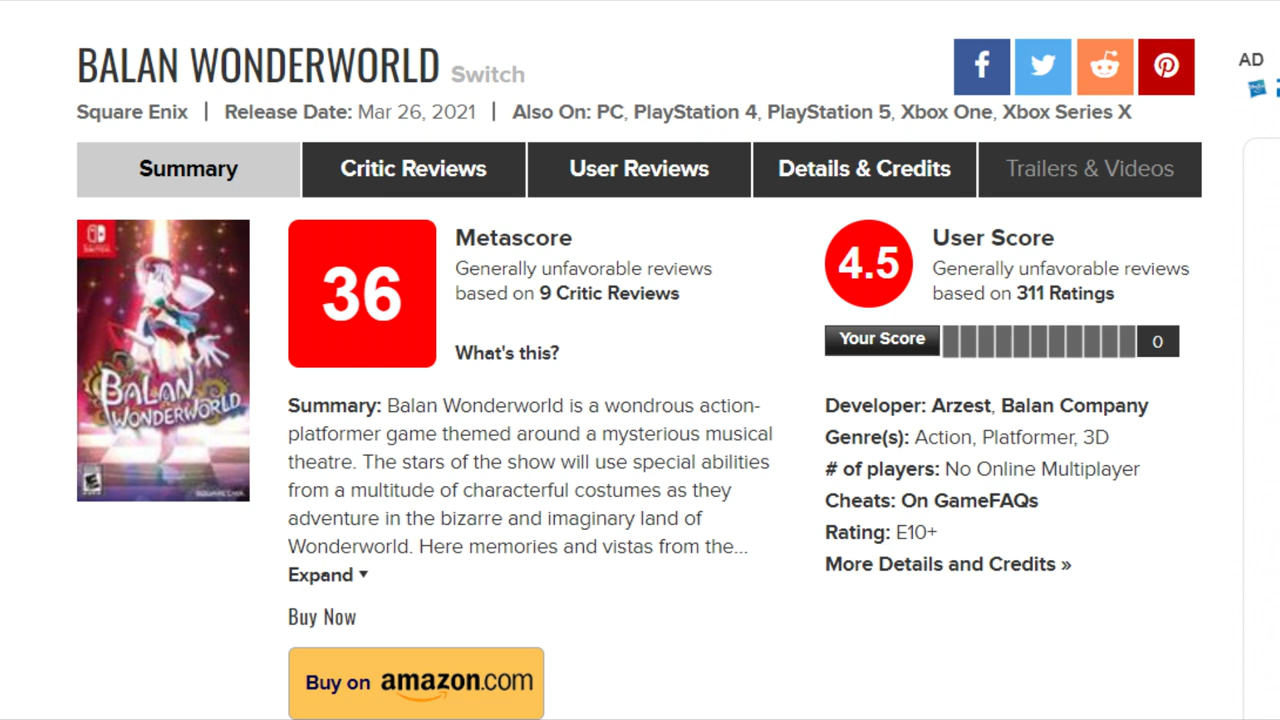 BALAN WONDERWORLD Switch
Square Enix | Release Date: Mar 26, 2021 | Also On: PC, PlayStation 4, PlayStation 5, Xbox One, Xbox Series X
AD
Summary
Critic Reviews
User Reviews
Details & Credits
Trailers & Videos
BALAN
WONDERWORLD
SQUARE ENIX
36
Metascore
Generally unfavorable reviews
based on 9 Critic Reviews
What's this?
4.5
User Score
Generally unfavorable reviews
based on 311 Ratings
Your Score
0
Summary: Balan Wonderworld is a wondrous action-
platformer game themed around a mysterious musical
theatre. The stars of the show will use special abilities
from a multitude of characterful costumes as they
adventure in the bizarre and imaginary land of
Wonderworld. Here memories and vistas from the...
Expand ▼
Developer: Arzest, Balan Company
Genre(s): Action, Platformer, 3D
# of players: No Online Multiplayer
Cheats: On GameFAQs
Rating: E10+
More Details and Credits »
Buy Now
Buy on amazon.com